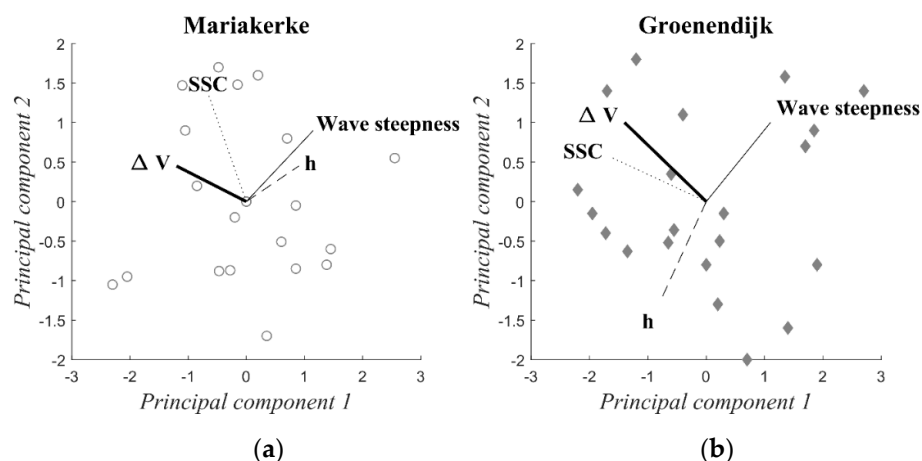 Mariakerke
2
1.5
1
0.5
0
-0.5
-1
-1.5
-2
-3
-2
-1
0
1
2
3
Principal component 2
Principal component 1
SSC
Wave steepness
Δ V
h
(a)
Groenendijk
2
1.5
1
0.5
0
-0.5
-1
-1.5
-2
-3
-2
-1
0
1
2
3
Principal component 2
Principal component 1
Δ V
Wave steepness
SSC
h
(b)